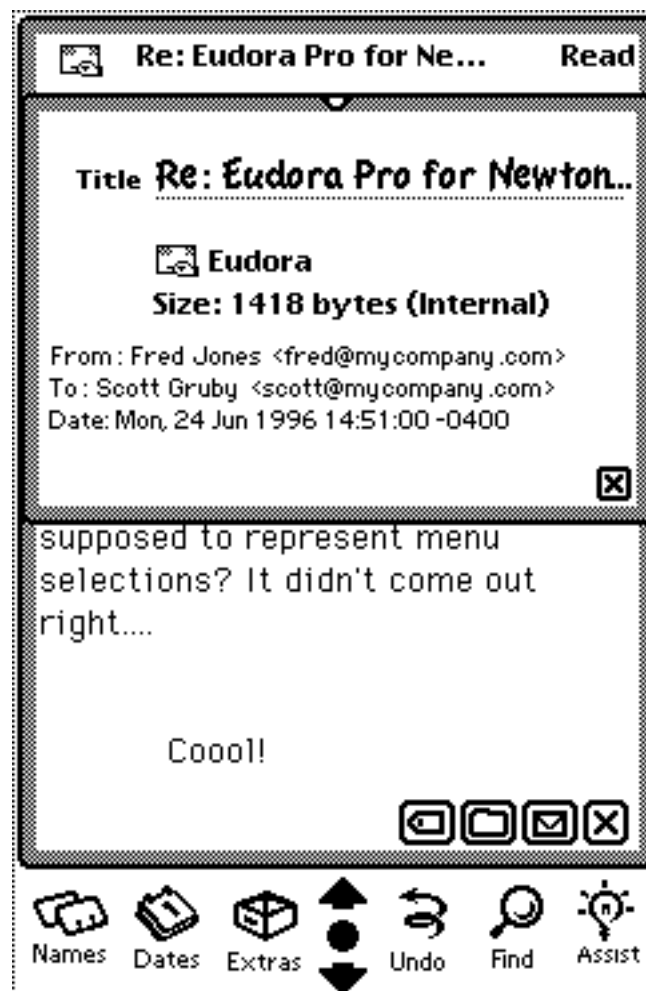 Re: Eudora Pro for Ne... Read
Title Re: Eudora Pro for Newton...
Eudora
Size: 1418 bytes (Internal)
From: Fred Jones <fred@mycompany.com>
To: Scott Gruby <scott@mycompany.com>
Date: Mon, 24 Jun 1996 14:51:00 -0400
supposed to represent menu
selections? It didn't come out
right....
Coool!
Names Dates Extras Undo Find Assist